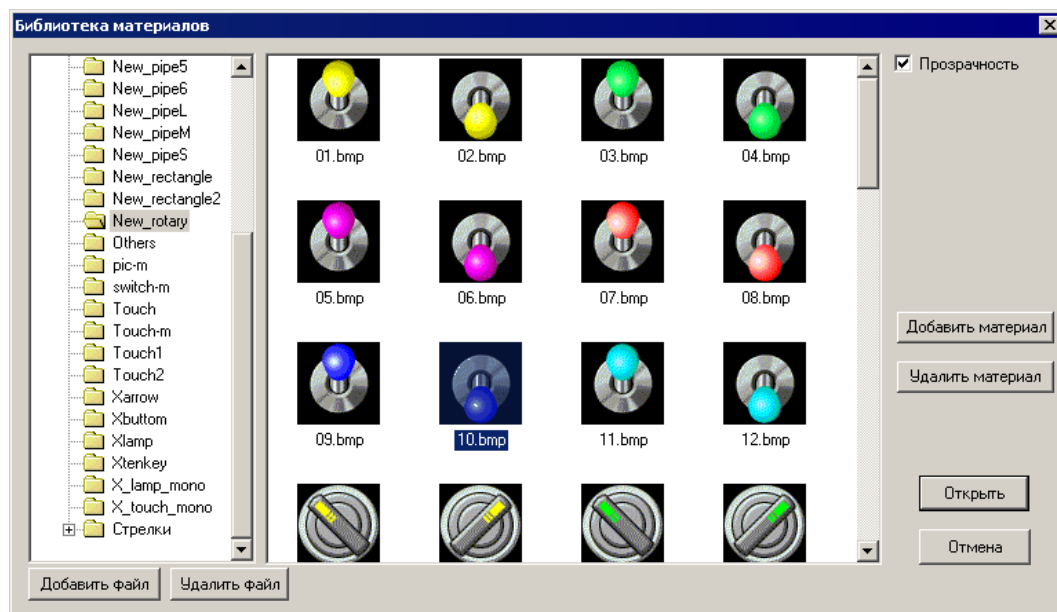 Библиотека материалов
New_pipe5
New_pipe6
New_pipeL
New_pipeM
New_pipeS
New_rectangle
New_rectangle2
New_rotary
Others
pic-m
switch-m
Touch
Touch-m
Touch1
Touch2
Xarrow
Xbuttom
Xlamp
Xtenkey
X_lamp_mono
X_touch_mono
Стрелки
01.bmp 02.bmp 03.bmp 04.bmp
05.bmp 06.bmp 07.bmp 08.bmp
09.bmp 10.bmp 11.bmp 12.bmp
Прозрачность
Добавить материал
Удалить материал
Открыть
Отмена
Добавить файл Удалить файл